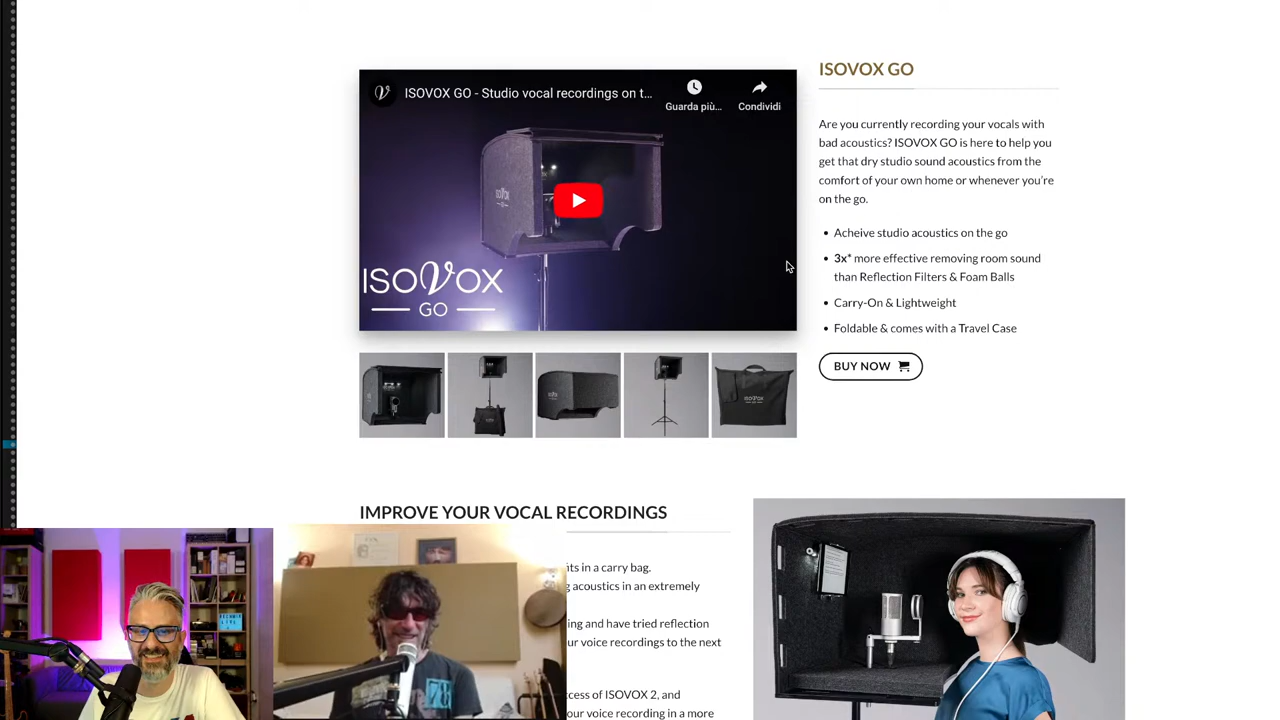 ISOVOX GO - Studio vocal recordings on t...
Guarda più...
Condividi
ISOVOX
GO
ISOVOX GO
Are you currently recording your vocals with
bad acoustics? ISOVOX GO is here to help you
get that dry studio sound acoustics from the
comfort of your own home or whenever you're
on the go.
• Acheive studio acoustics on the go
• 3x* more effective removing room sound
than Reflection Filters & Foam Balls
• Carry-On & Lightweight
• Foldable & comes with a Travel Case
BUY NOW
IMPROVE YOUR VOCAL RECORDINGS
its in a carry bag.
g acoustics in an extremely
ing and have tried reflection
our voice recordings to the next
ccess of ISOVOX 2, and
our voice recording in a more